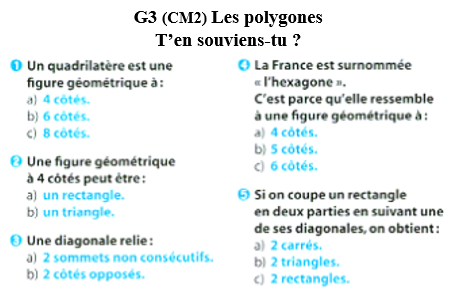 G3 (CM2) Les polygones
T'en souviens-tu ?
1 Un quadrilatère est une
figure géométrique à :
a) 4 côtés.
b) 6 côtés.
c) 8 côtés.
2 Une figure géométrique
à 4 côtés peut être :
a) un rectangle.
b) un triangle.
3 Une diagonale relie :
a) 2 sommets non consécutifs.
b) 2 côtés opposés.
4 La France est surnommée
« l'hexagone ».
C'est parce qu'elle ressemble
à une figure géométrique à :
a) 4 côtés.
b) 5 côtés.
c) 6 côtés.
5 Si on coupe un rectangle
en deux parties en suivant une
de ses diagonales, on obtient :
a) 2 carrés.
b) 2 triangles.
c) 2 rectangles.